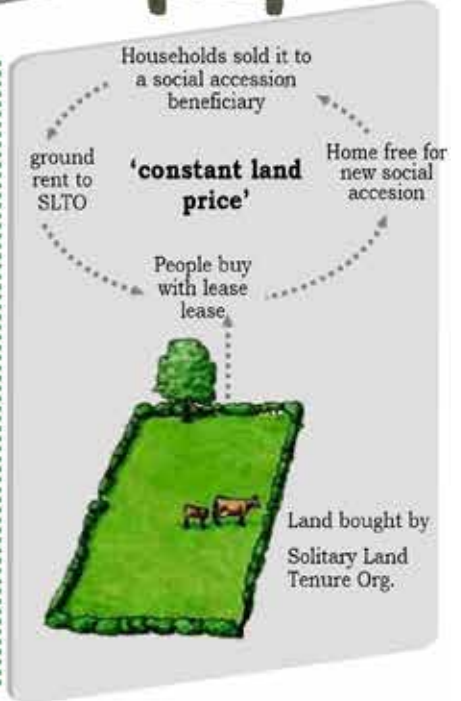 Households sold it to
a social accession
beneficiary
ground
rent to
SLTO
'constant land
price'
Home free for
new social
accesion
People buy
with lease
lease
Land bought by
Solitary Land
Tenure Org.